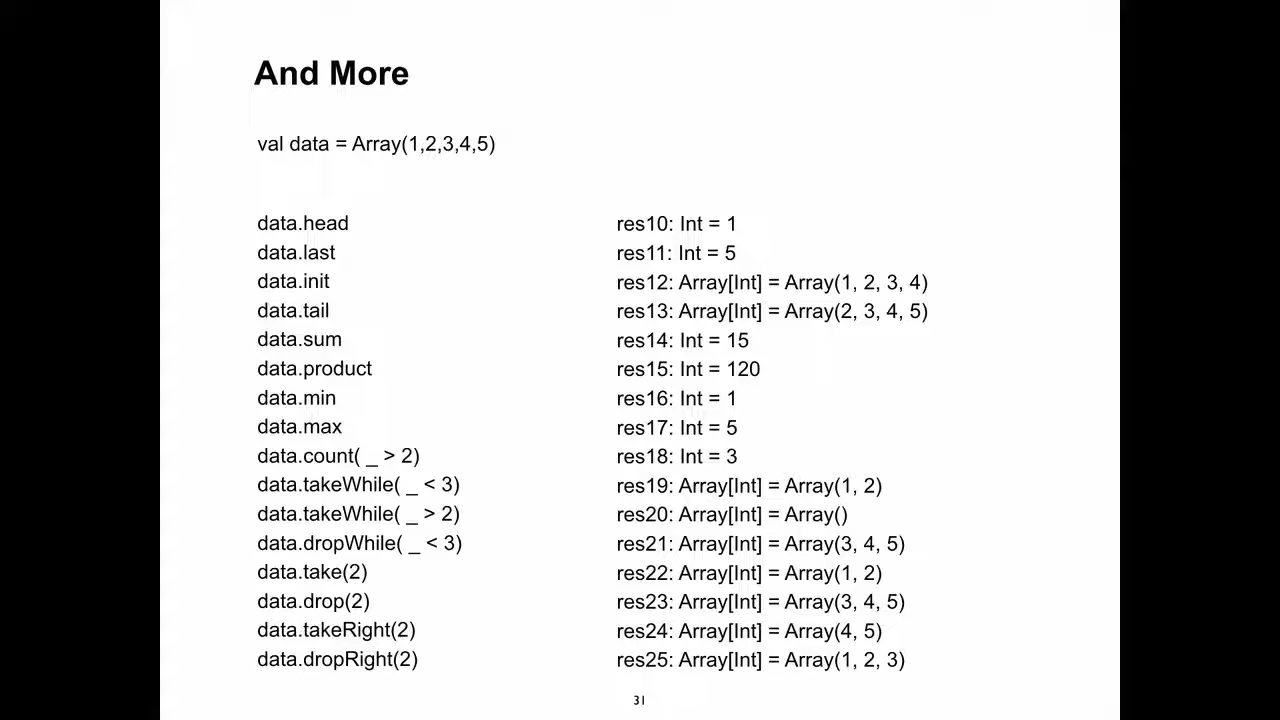 And More
val data = Array(1,2,3,4,5)
data.head res10: Int = 1
data.last res11: Int = 5
data.init res12: Array[Int] = Array(1, 2, 3, 4)
data.tail res13: Array[Int] = Array(2, 3, 4, 5)
data.sum res14: Int = 15
data.product res15: Int = 120
data.min res16: Int = 1
data.max res17: Int = 5
data.count( _ > 2) res18: Int = 3
data.takeWhile( _ < 3) res19: Array[Int] = Array(1, 2)
data.takeWhile( _ > 2) res20: Array[Int] = Array()
data.dropWhile( _ < 3) res21: Array[Int] = Array(3, 4, 5)
data.take(2) res22: Array[Int] = Array(1, 2)
data.drop(2) res23: Array[Int] = Array(3, 4, 5)
data.takeRight(2) res24: Array[Int] = Array(4, 5)
data.dropRight(2) res25: Array[Int] = Array(1, 2, 3)
31